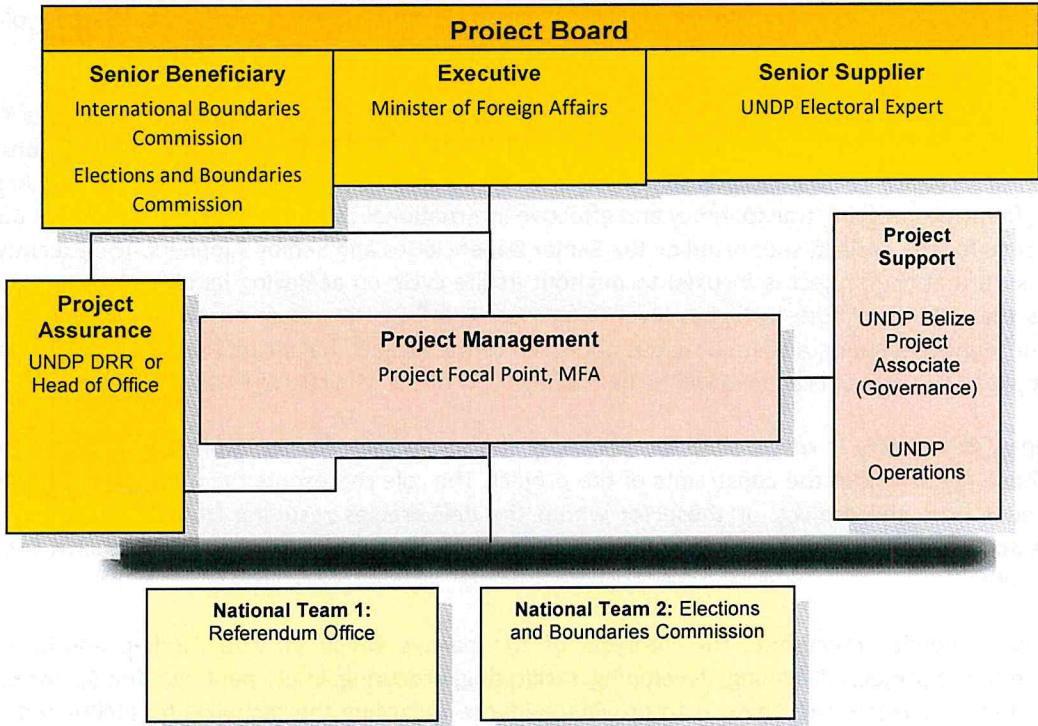 Project Board
Senior Beneficiary
International Boundaries
Commission
Elections and Boundaries
Commission
Executive
Minister of Foreign Affairs
Senior Supplier
UNDP Electoral Expert
Project
Assurance
UNDP DRR or
Head of Office
Project Management
Project Focal Point, MFA
Project
Support
UNDP Belize
Project
Associate
(Governance)
UNDP
Operations
National Team 1:
Referendum Office
National Team 2: Elections
and Boundaries Commission